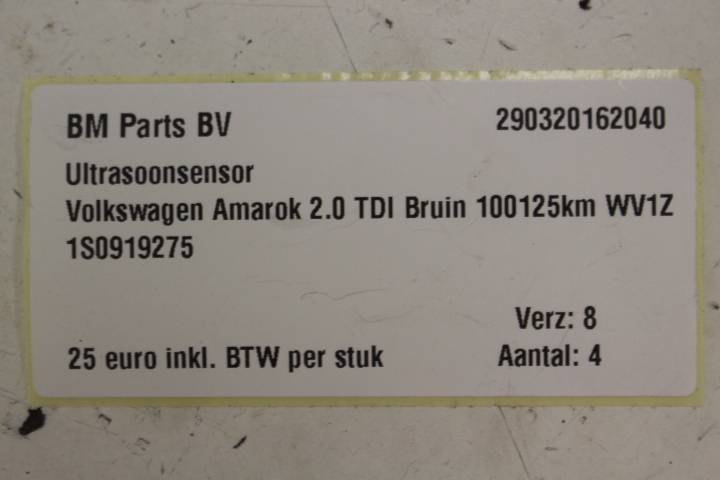 BM Parts BV 290320162040
Ultrasoonsensor
Volkswagen Amarok 2.0 TDI Bruin 100125km WV1Z
1S0919275
Verz: 8
25 euro inkl. BTW per stuk Aantal: 4